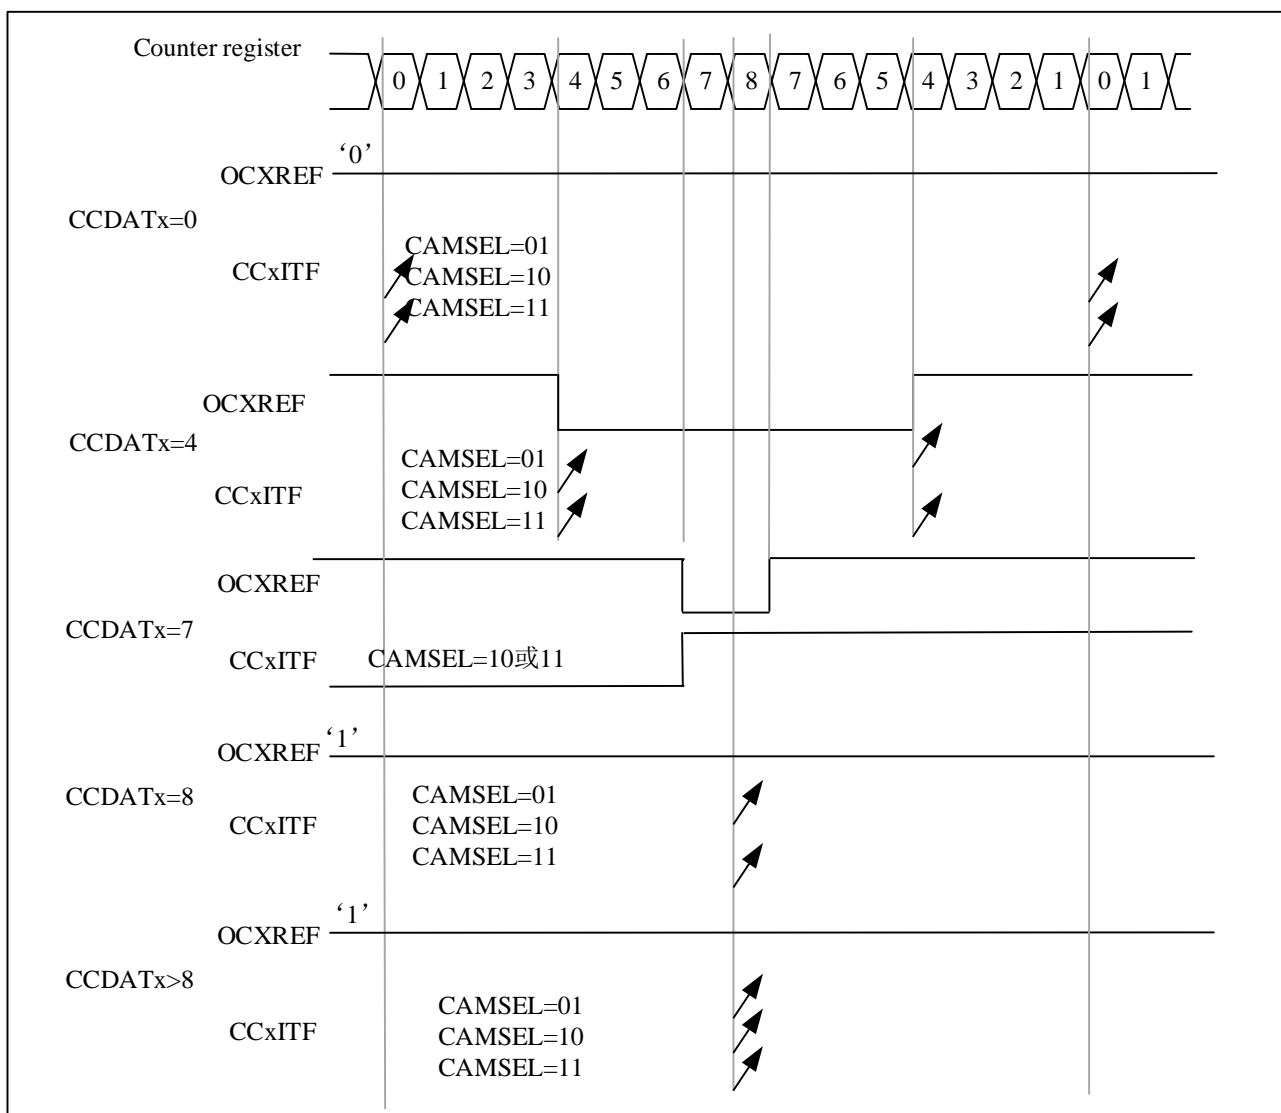 Counter register
0 1 2 3 4 5 6 7 8 7 6 5 4 3 2 1 0 1
‘0’
OCXREF
CCDATx=0
CAMSEL=01
CCxITF
CAMSEL=10
CAMSEL=11
OCXREF
CCDATx=4
CAMSEL=01
CCxITF
CAMSEL=10
CAMSEL=11
OCXREF
CCDATx=7
CCxITF
CAMSEL=10或11
‘1’
OCXREF
CCDATx=8
CAMSEL=01
CCxITF
CAMSEL=10
CAMSEL=11
‘1’
OCXREF
CCDATx>8
CAMSEL=01
CCxITF
CAMSEL=10
CAMSEL=11